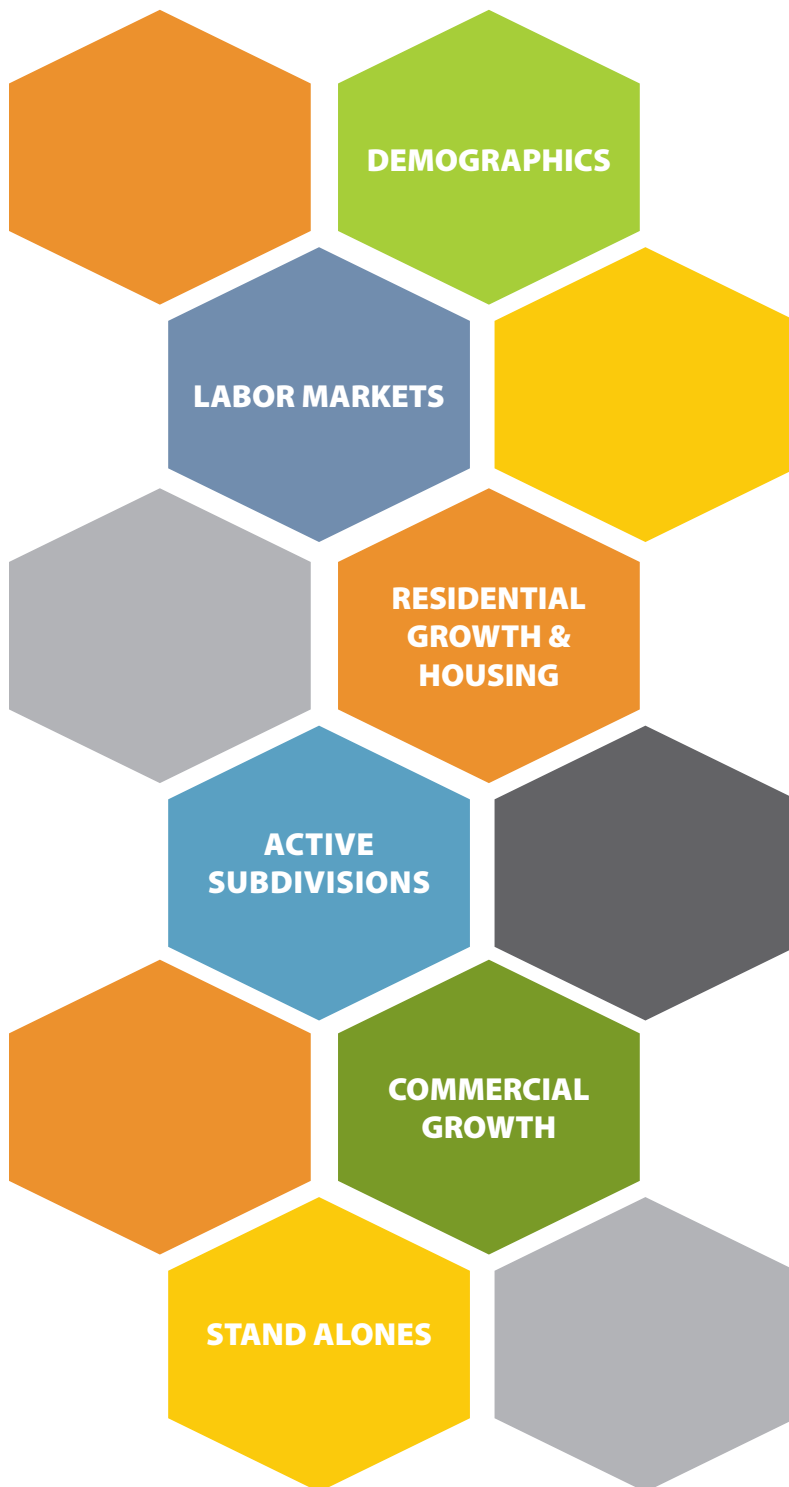 DEMOGRAPHICS
LABOR MARKETS
RESIDENTIAL
GROWTH &
HOUSING
ACTIVE
SUBDIVISIONS
COMMERCIAL
GROWTH
STAND ALONES